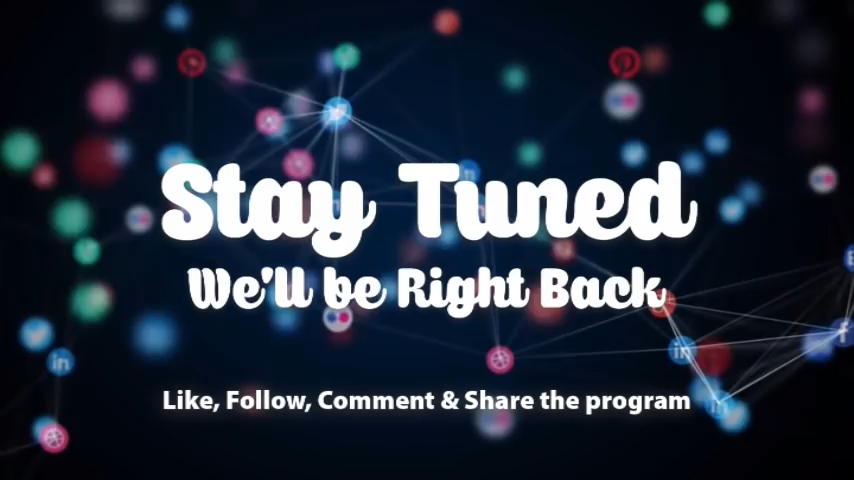 Stay Tuned
We'll be Right Back
Like, Follow, Comment & Share the program